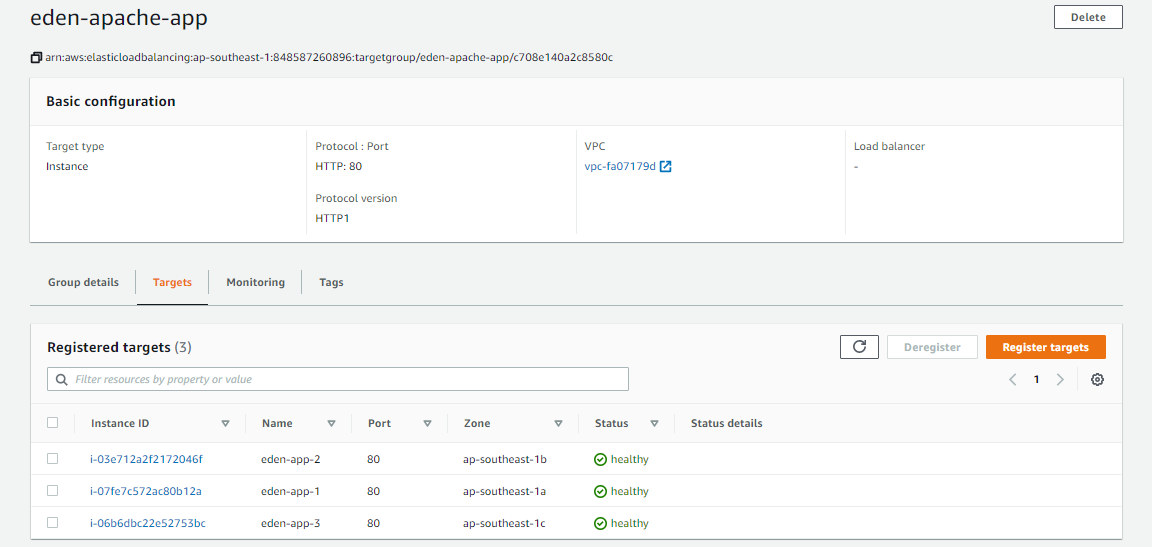 eden-apache-app
Delete
arn:aws:elasticloadbalancing:ap-southeast-1:848587260896:targetgroup/eden-apache-app/c708e140a2c8580c
Basic configuration
Target type
Instance
Protocol : Port
HTTP: 80
Protocol version
HTTP1
VPC
vpc-fa07179d
Load balancer
-
Group details Targets Monitoring Tags
Registered targets (3)
Deregister Register targets
Filter resources by property or value
1
Instance ID Name Port Zone Status Status details
i-03e712a2f2172046f eden-app-2 80 ap-southeast-1b healthy
i-07fe7c572ac80b12a eden-app-1 80 ap-southeast-1a healthy
i-06b6dbc22e52753bc eden-app-3 80 ap-southeast-1c healthy